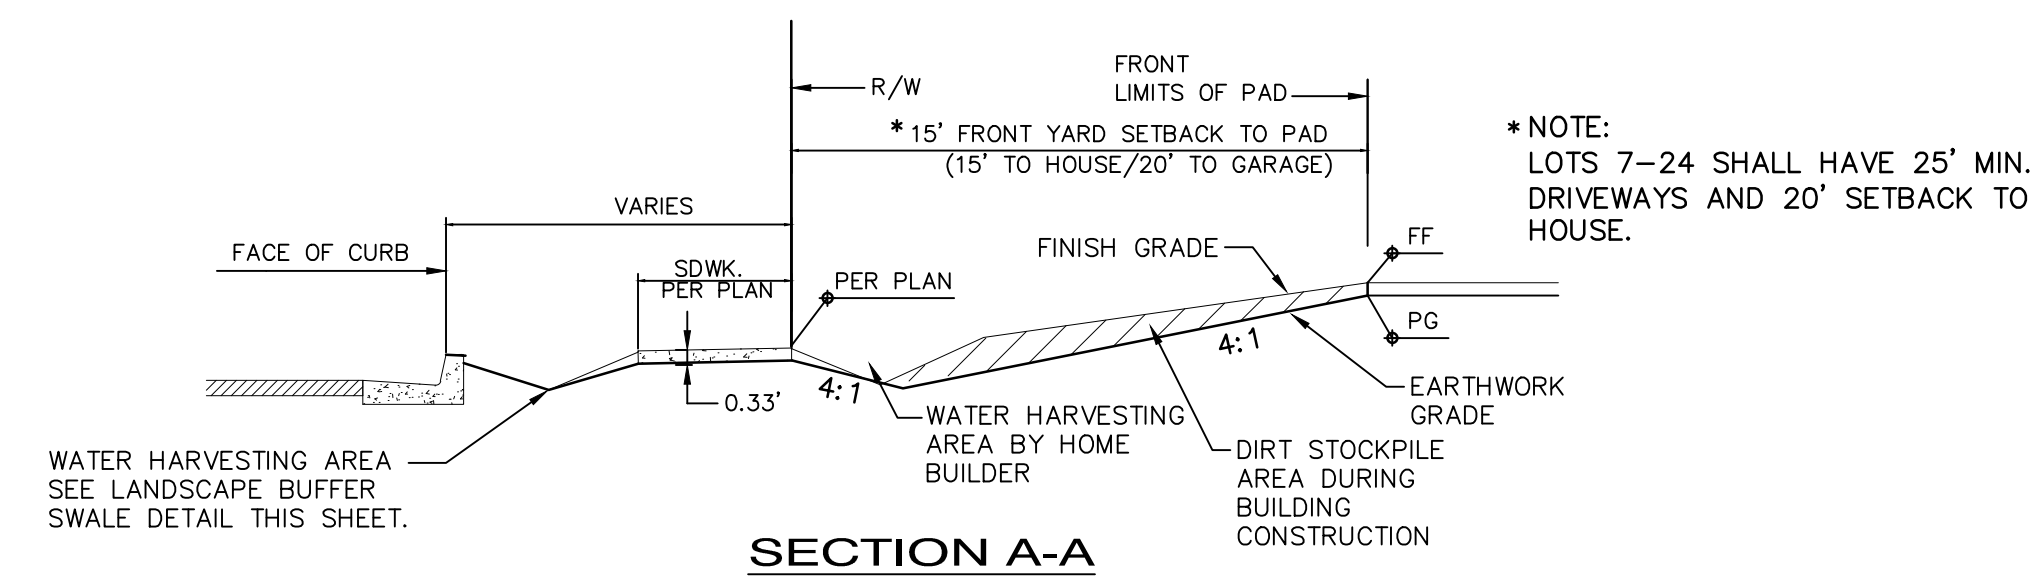 FRONT
LIMITS OF PAD
R/W
* 15' FRONT YARD SETBACK TO PAD
(15' TO HOUSE/20' TO GARAGE)
* NOTE:
LOTS 7-24 SHALL HAVE 25' MIN.
DRIVEWAYS AND 20' SETBACK TO
HOUSE.
VARIES
FACE OF CURB
SDWK.
PER PLAN
PER PLAN
FINISH GRADE
FF
PG
4:1
4:1
0.33'
EARTHWORK
GRADE
WATER HARVESTING
AREA BY HOME
BUILDER
DIRT STOCKPILE
AREA DURING
BUILDING
CONSTRUCTION
WATER HARVESTING AREA
SEE LANDSCAPE BUFFER
SWALE DETAIL THIS SHEET.
SECTION A-A